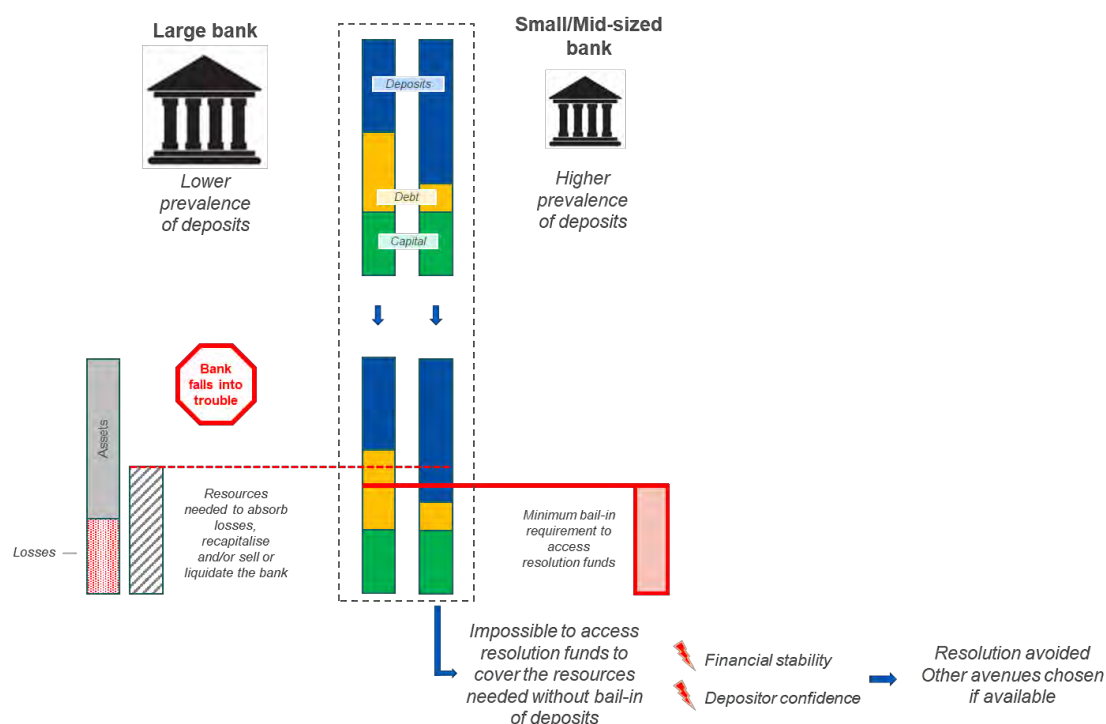 Large bank
Small/Mid-sized
bank
Deposits
Lower
prevalence
of deposits
Debt
Capital
Higher
prevalence
of deposits
Bank
falls into
trouble
Assets
Losses
Resources
needed to absorb
losses,
recapitalise
and/or sell or
liquidate the bank
Minimum bail-in
requirement to
access
resolution funds
Impossible to access
resolution funds to
cover the resources
needed without bail-in
of deposits
Financial stability
Depositor confidence
Resolution avoided
Other avenues chosen
if available